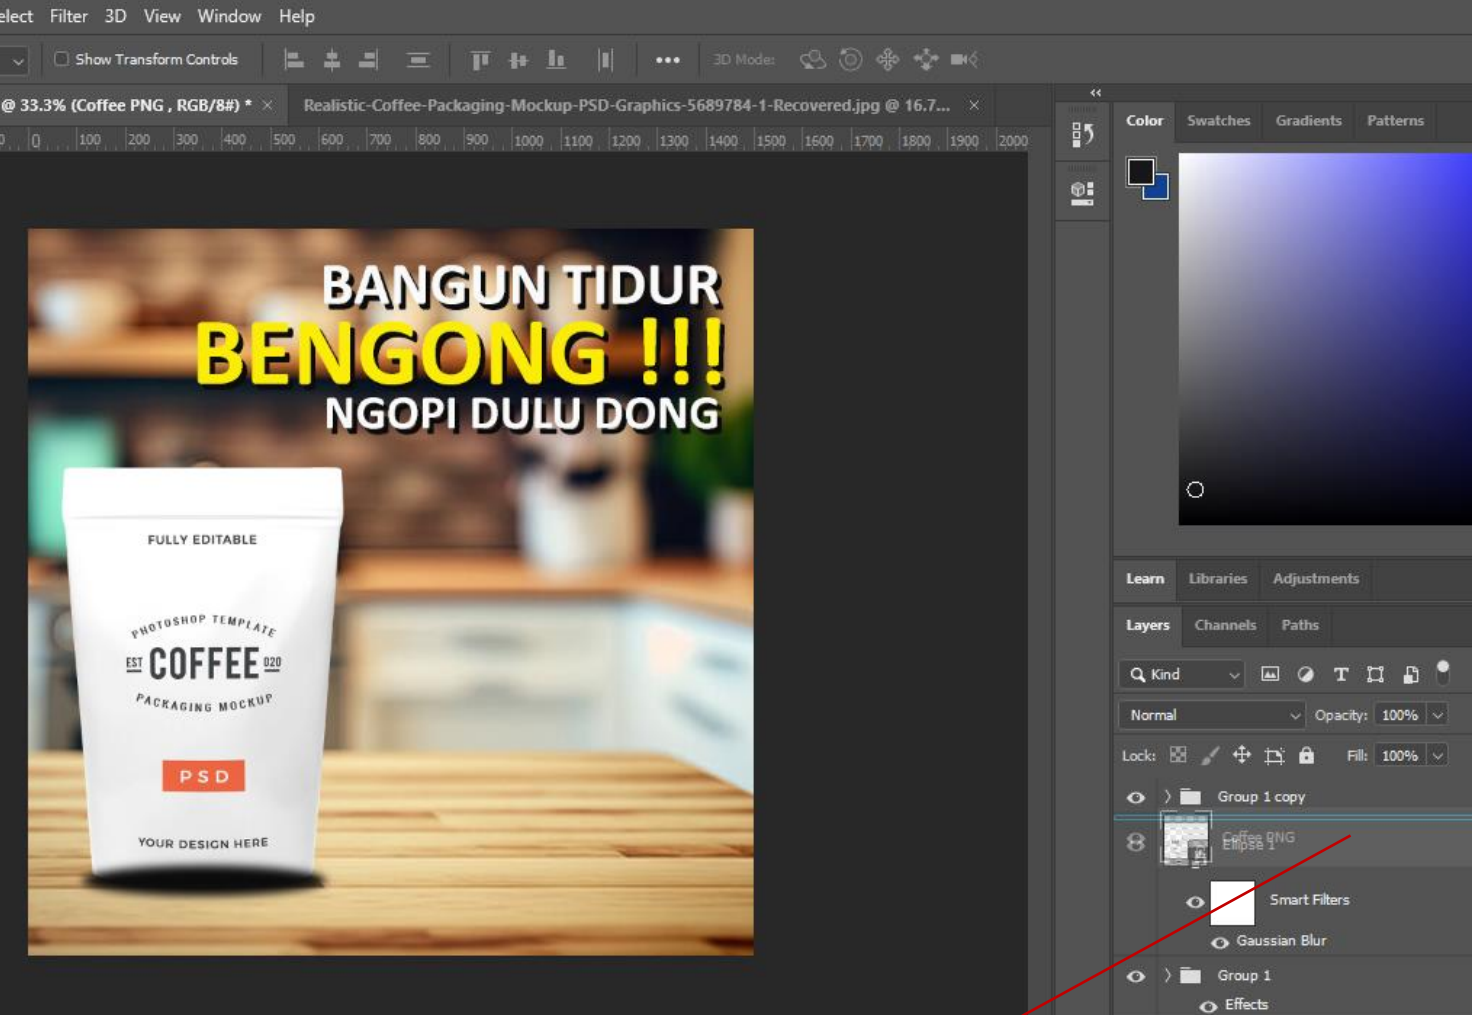 Filter 3D View Window Help
Show Transform Controls
3D Mode:
@ 33.3% (Coffee PNG , RGB/8#) * ×
Realistic-Coffee-Packaging-Mockup-PSD-Graphics-5689784-1-Recovered.jpg @ 16.7... ×
0 100 200 300 400 500 600 700 800 900 1000 1100 1200 1300 1400 1500 1600 1700 1800 1900 2000
BANGUN TIDUR
BENGONG !!!
NGOPI DULU DONG
FULLY EDITABLE
PHOTOSHOP TEMPLATE
EST COFFEE 020
PACKAGING MOCKUP
PSD
YOUR DESIGN HERE
Color Swatches Gradients Patterns
Learn Libraries Adjustments
Layers Channels Paths
Kind
Normal Opacity: 100%
Lock: Fill: 100%
Group 1 copy
Coffee PNG
Ellipse 1
Smart Filters
Gaussian Blur
Group 1
Effects